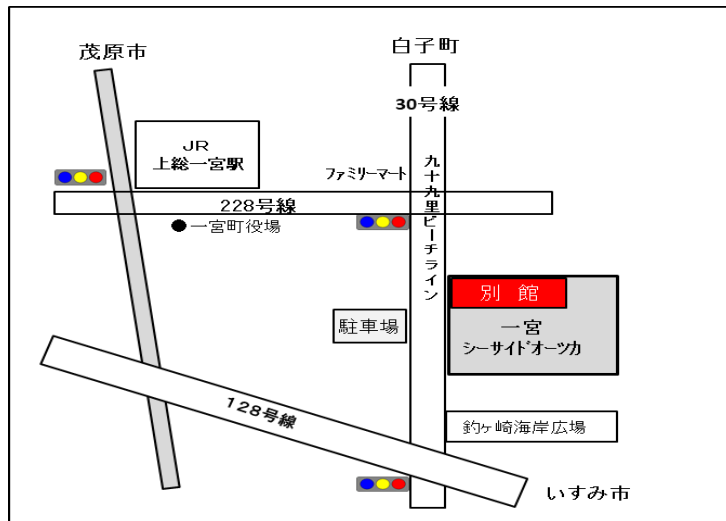 茂原市
白子町
30号線
JR
上総一宮駅
ファミリーマート
九十九里ビーチライン
228号線
●一宮町役場
別館
一宮
シーサイドオーツカ
駐車場
128号線
釣ヶ崎海岸広場
いすみ市